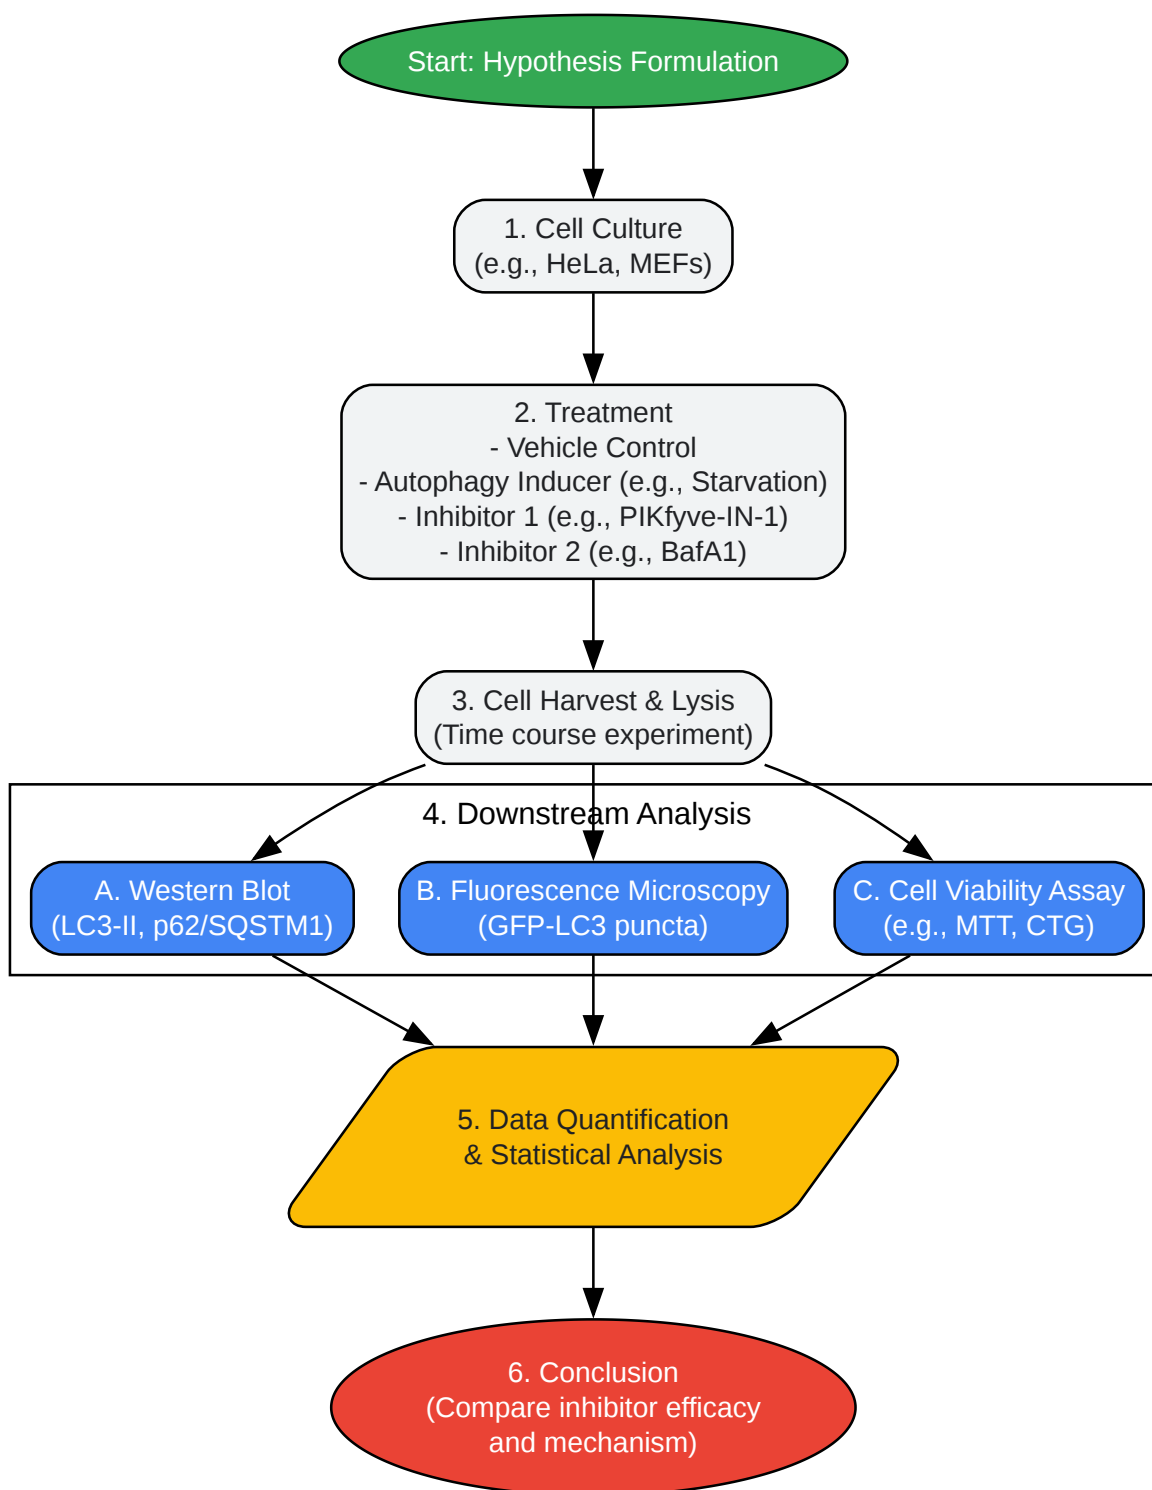 Start: Hypothesis Formulation
1. Cell Culture
(e.g., HeLa, MEFs)
2. Treatment
- Vehicle Control
- Autophagy Inducer (e.g., Starvation)
- Inhibitor 1 (e.g., PIKfyve-IN-1)
- Inhibitor 2 (e.g., BafA1)
3. Cell Harvest & Lysis
(Time course experiment)
4. Downstream Analysis
A. Western Blot
(LC3-II, p62/SQSTM1)
B. Fluorescence Microscopy
(GFP-LC3 puncta)
C. Cell Viability Assay
(e.g., MTT, CTG)
5. Data Quantification
& Statistical Analysis
6. Conclusion
(Compare inhibitor efficacy
and mechanism)